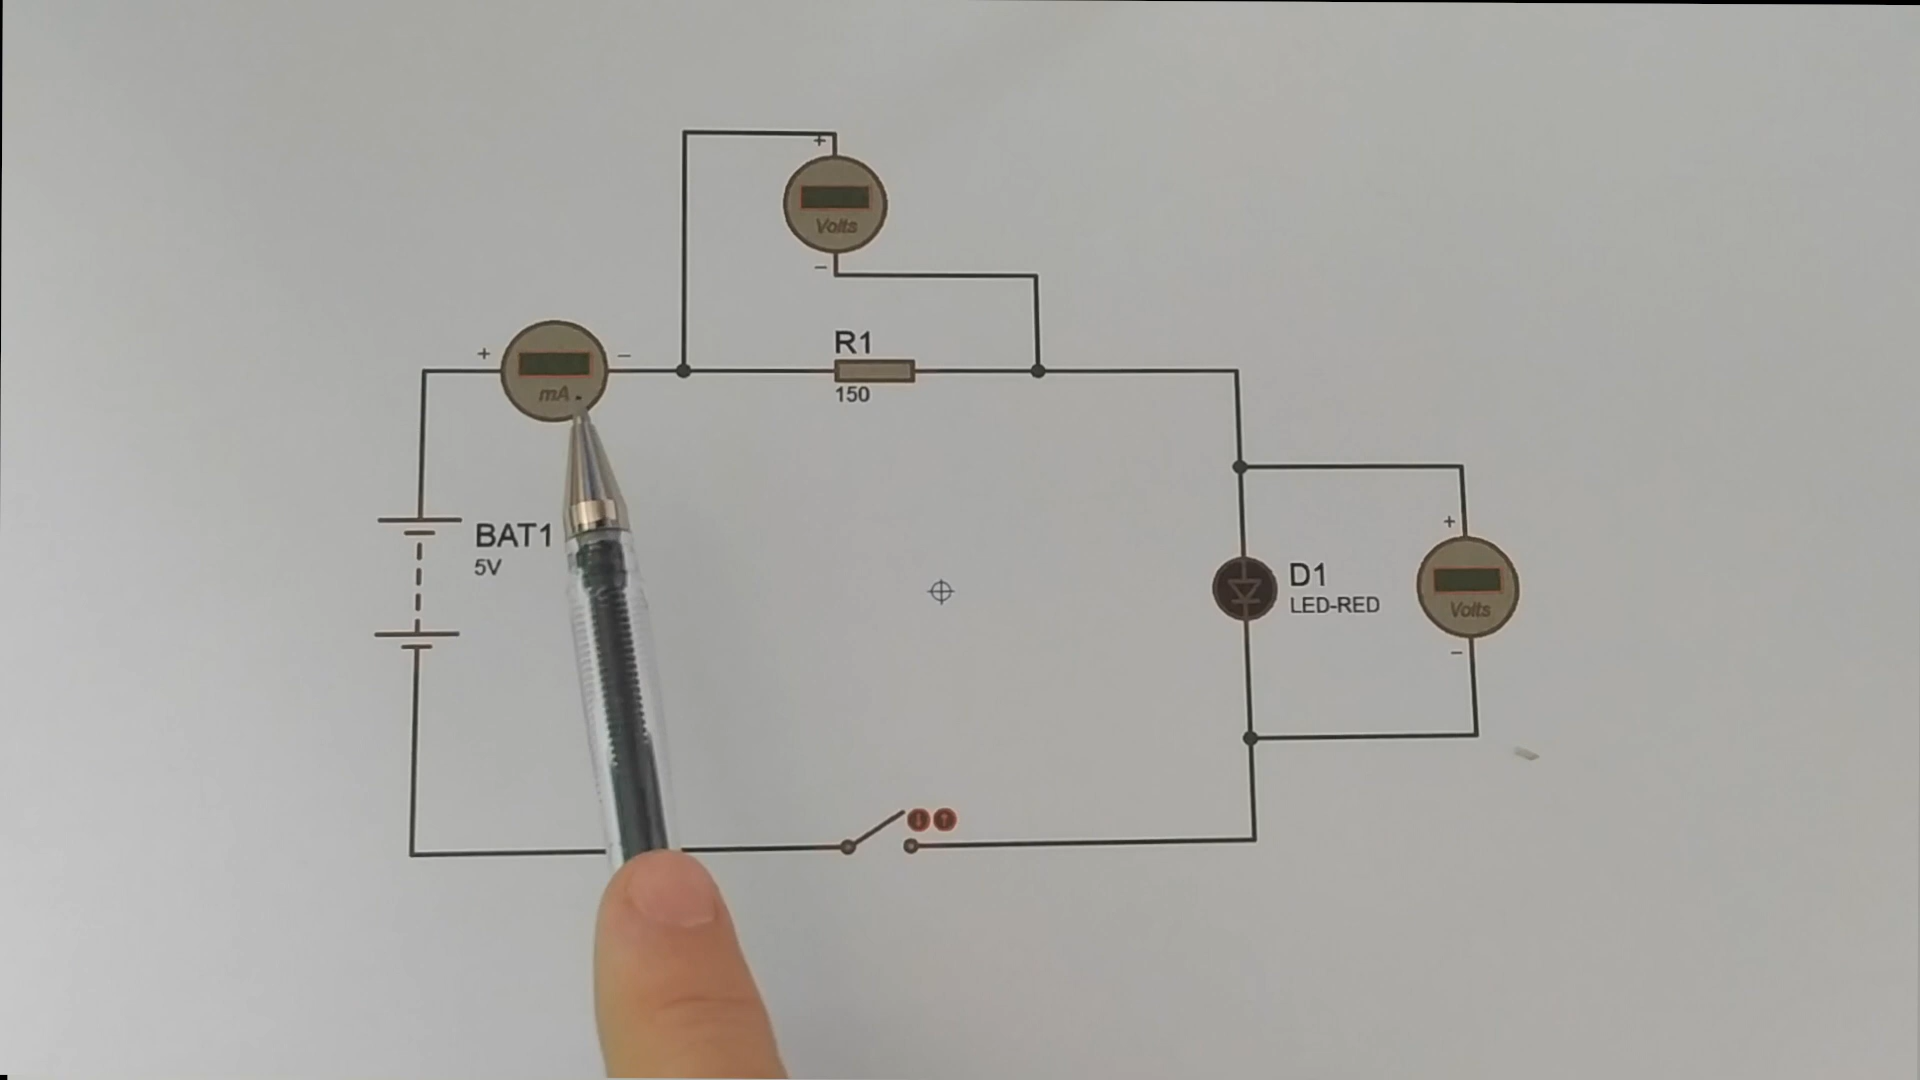 +
Volts
−
R1
150
+
−
mA
BAT1
5V
D1
LED-RED
+
Volts
−